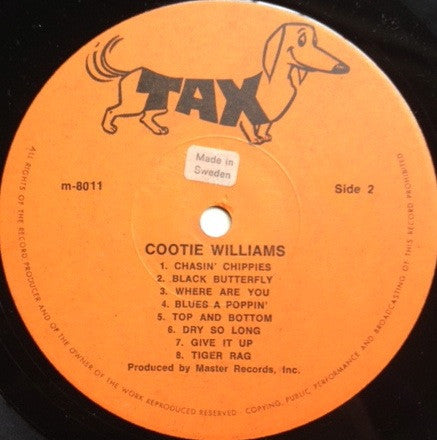 TAX
Made in
Sweden
m-8011
Side 2
COOTIE WILLIAMS
1. CHASIN' CHIPPIES
2. BLACK BUTTERFLY
3. WHERE ARE YOU
4. BLUES A POPPIN'
5. TOP AND BOTTOM
6. DRY SO LONG
7. GIVE IT UP
8. TIGER RAG
Produced by Master Records, Inc.
ALL RIGHTS OF THE RECORD PRODUCER AND OF THE OWNER OF THE WORK REPRODUCED RESERVED. COPYING, PUBLIC PERFORMANCE AND BROADCASTING OF THIS RECORD PROHIBITED.